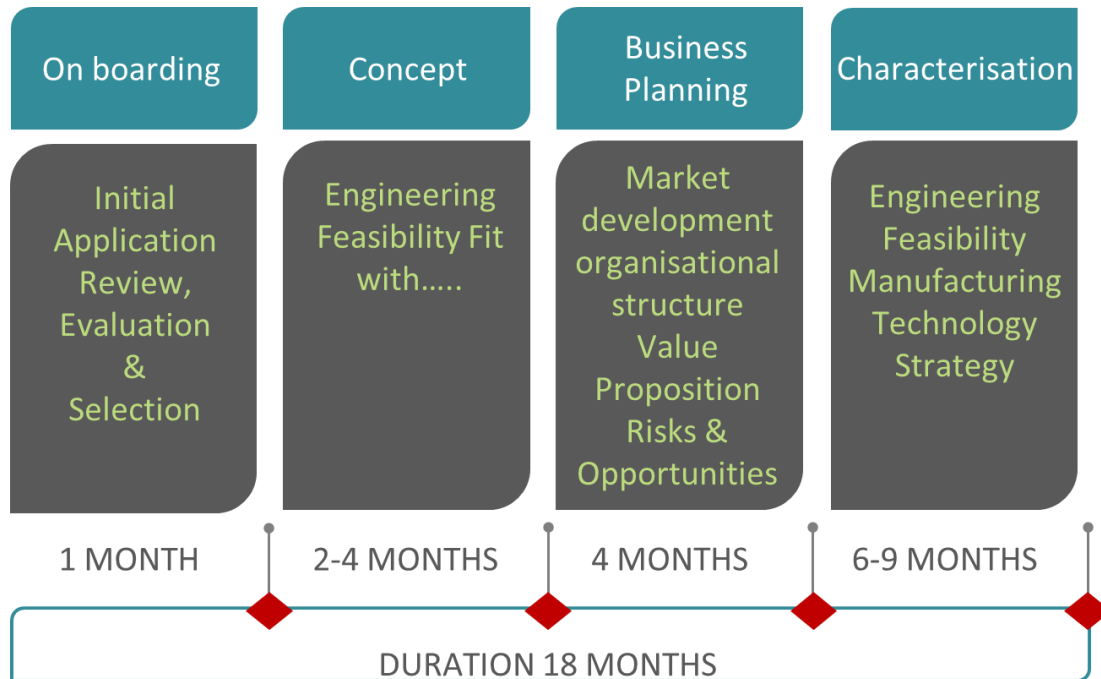 On boarding
Concept
Business
Planning
Characterisation
Initial
Application
Review,
Evaluation
&
Selection
Engineering
Feasibility Fit
with.....
Market
development
organisational
structure
Value
Proposition
Risks &
Opportunities
Engineering
Feasibility
Manufacturing
Technology
Strategy
1 MONTH
2-4 MONTHS
4 MONTHS
6-9 MONTHS
DURATION 18 MONTHS